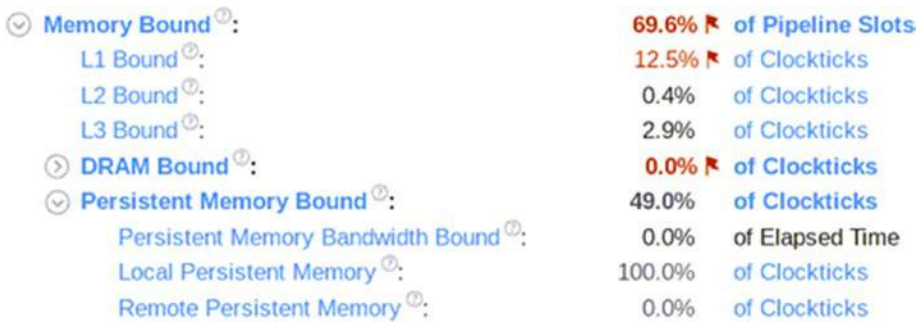 Memory Bound ?: 69.6% of Pipeline Slots
L1 Bound ?: 12.5% of Clockticks
L2 Bound ?: 0.4% of Clockticks
L3 Bound ?: 2.9% of Clockticks
DRAM Bound ?: 0.0% of Clockticks
Persistent Memory Bound ?: 49.0% of Clockticks
Persistent Memory Bandwidth Bound ?: 0.0% of Elapsed Time
Local Persistent Memory ?: 100.0% of Clockticks
Remote Persistent Memory ?: 0.0% of Clockticks